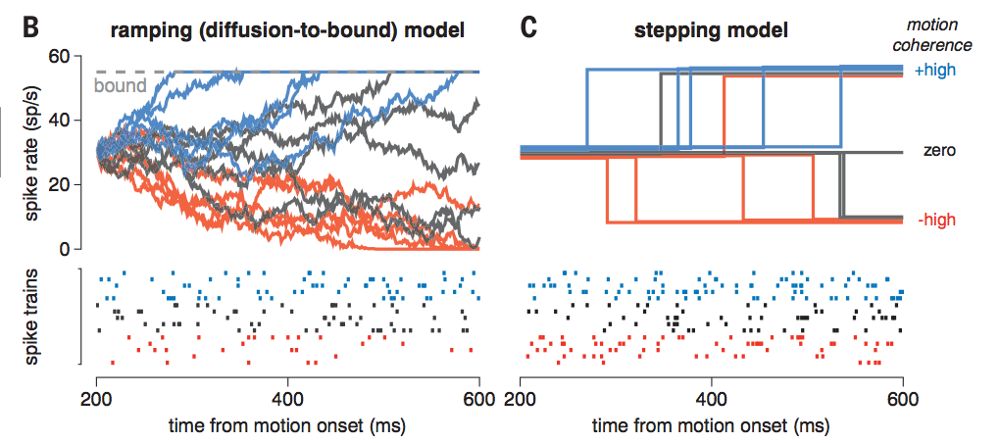 B ramping (diffusion-to-bound) model
spike rate (sp/s)
60
40
20
0
bound
spike trains
200 400 600
time from motion onset (ms)
C stepping model
motion
coherence
+high
zero
-high
200 400 600
time from motion onset (ms)